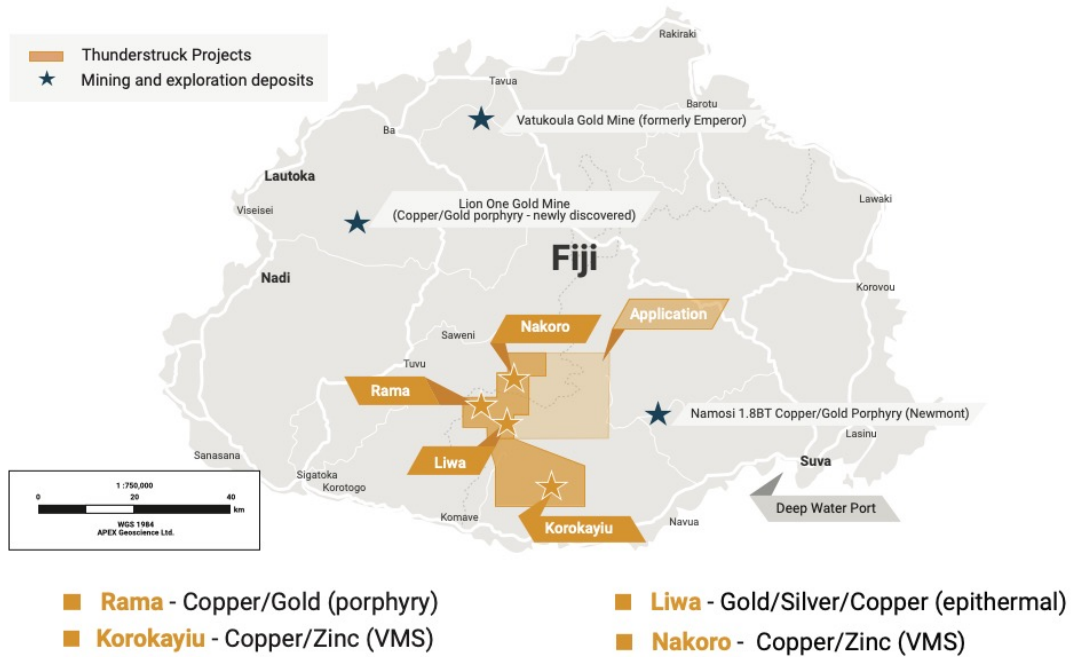 Rakiraki
Thunderstruck Projects
Mining and exploration deposits
Tavua
Barotu
Vatukoula Gold Mine (formerly Emperor)
Ba
Lautoka
Lawaki
Lion One Gold Mine
(Copper/Gold porphyry - newly discovered)
Viseisei
Fiji
Nadi
Korovou
Application
Nakoro
Saweni
Tuvu
Rama
Namosi 1.8BT Copper/Gold Porphyry (Newmont)
Lasinu
Sanasana
Liwa
Suva
Sigatoka
Korotogo
1 :750,000
0 20 40
km
WGS 1984
APEX Geoscience Ltd.
Deep Water Port
Komave
Navua
Korokayiu
Rama - Copper/Gold (porphyry)
Liwa - Gold/Silver/Copper (epithermal)
Korokayiu - Copper/Zinc (VMS)
Nakoro - Copper/Zinc (VMS)